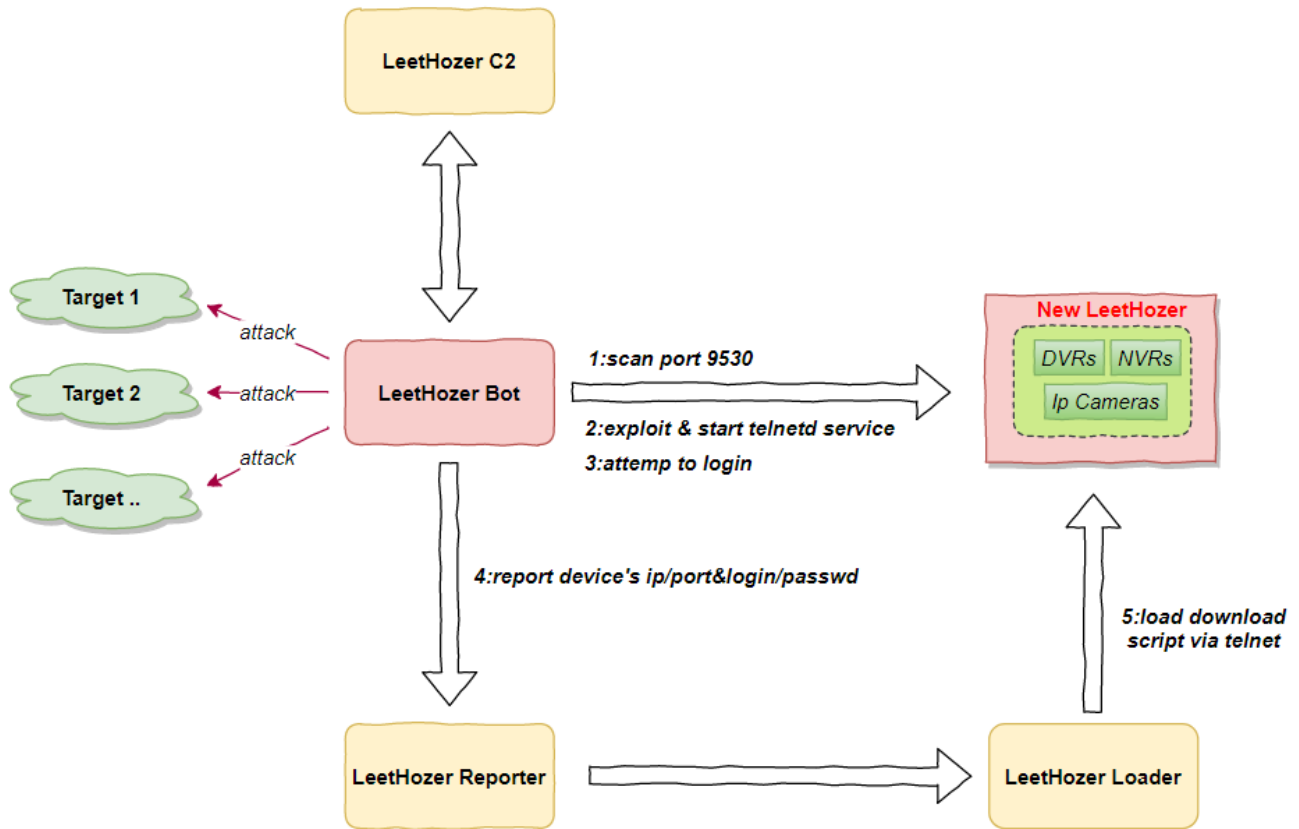 LeetHozer C2
Target 1
attack
New LeetHozer
DVRs
NVRs
Ip Cameras
1:scan port 9530
Target 2
attack
LeetHozer Bot
2:exploit & start telnetd service
3:attemp to login
attack
Target ..
4:report device's ip/port&login/passwd
5:load download
script via telnet
LeetHozer Reporter
LeetHozer Loader